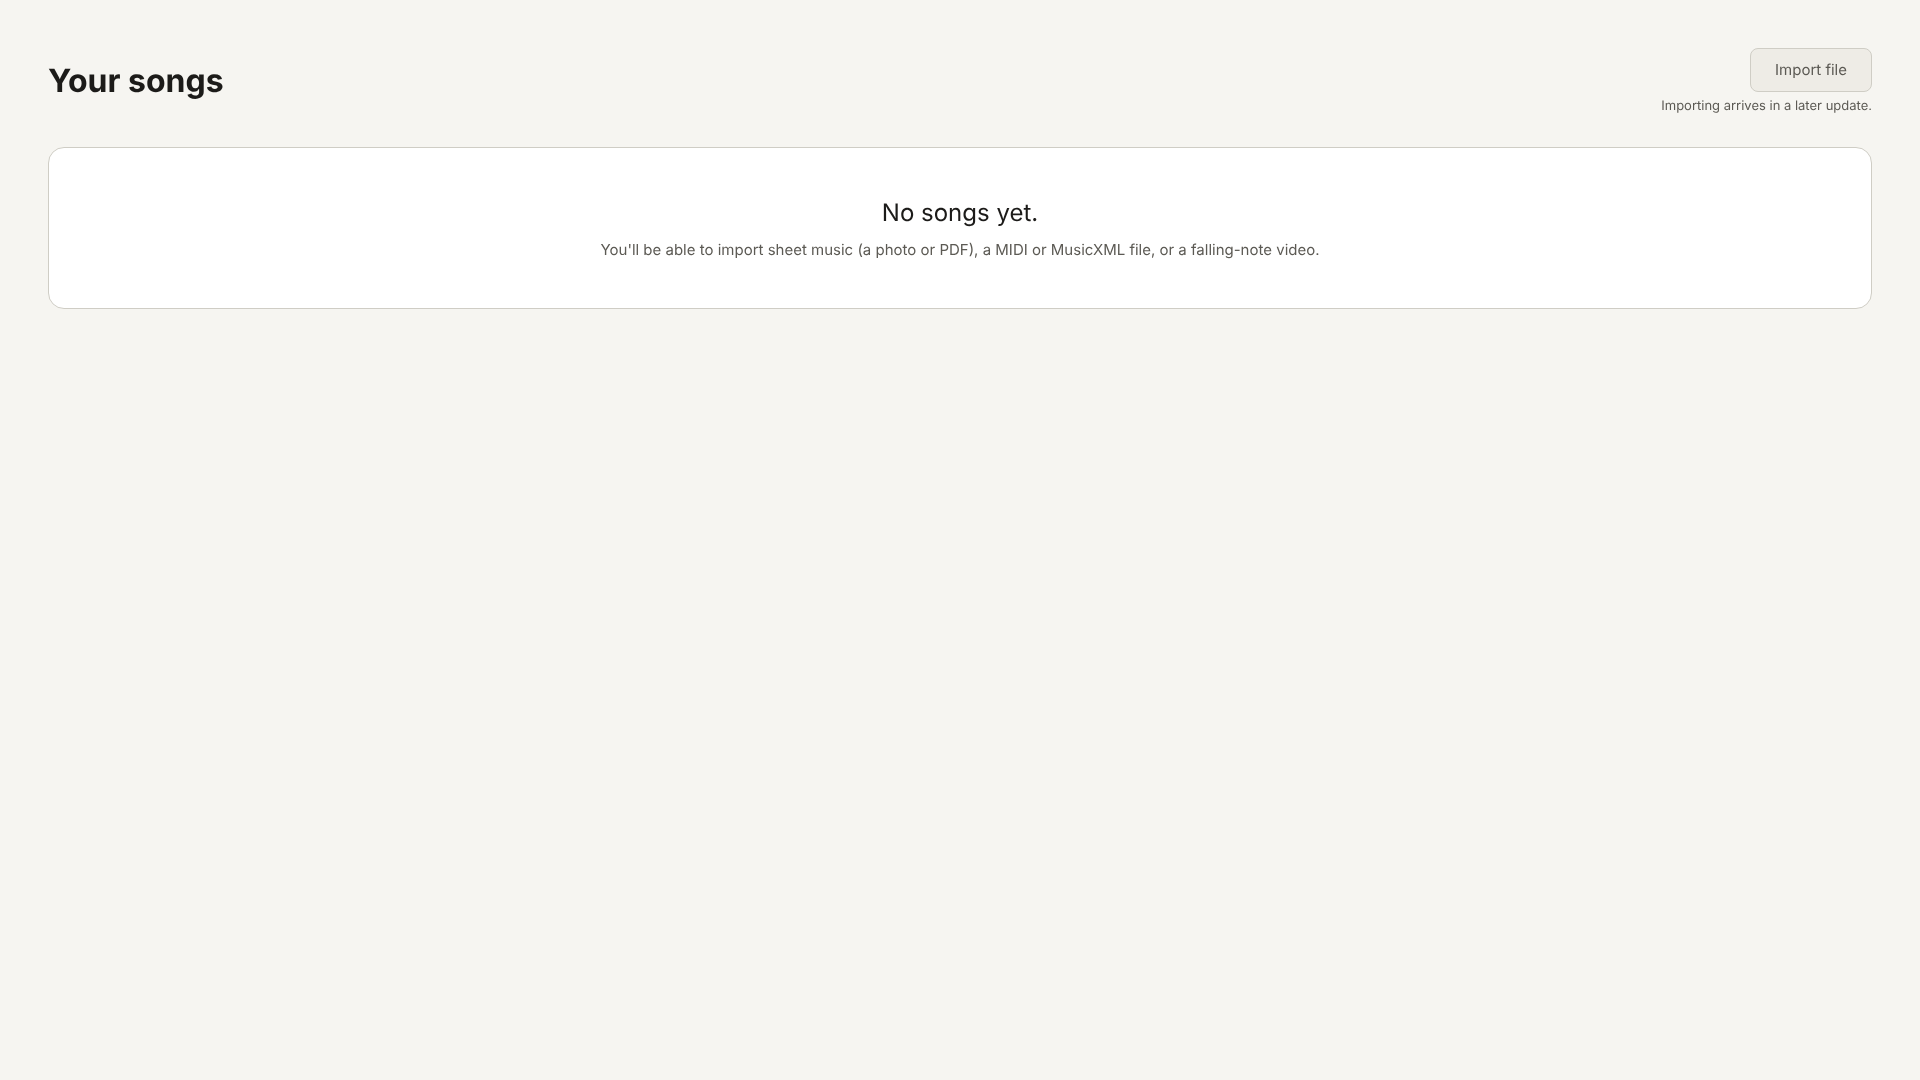 Your songs
Import file
Importing arrives in a later update.
No songs yet.
You'll be able to import sheet music (a photo or PDF), a MIDI or MusicXML file, or a falling-note video.